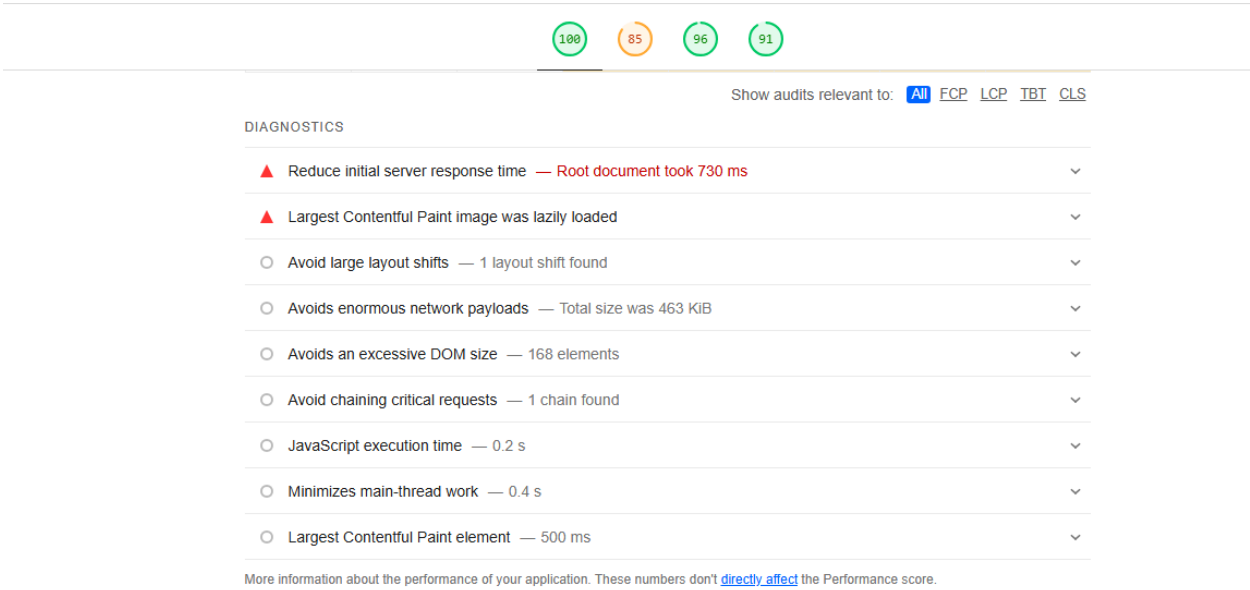 100 85 96 91
Show audits relevant to: All FCP LCP TBT CLS
DIAGNOSTICS
Reduce initial server response time — Root document took 730 ms
Largest Contentful Paint image was lazily loaded
Avoid large layout shifts — 1 layout shift found
Avoids enormous network payloads — Total size was 463 KiB
Avoids an excessive DOM size — 168 elements
Avoid chaining critical requests — 1 chain found
JavaScript execution time — 0.2 s
Minimizes main-thread work — 0.4 s
Largest Contentful Paint element — 500 ms
More information about the performance of your application. These numbers don't directly affect the Performance score.